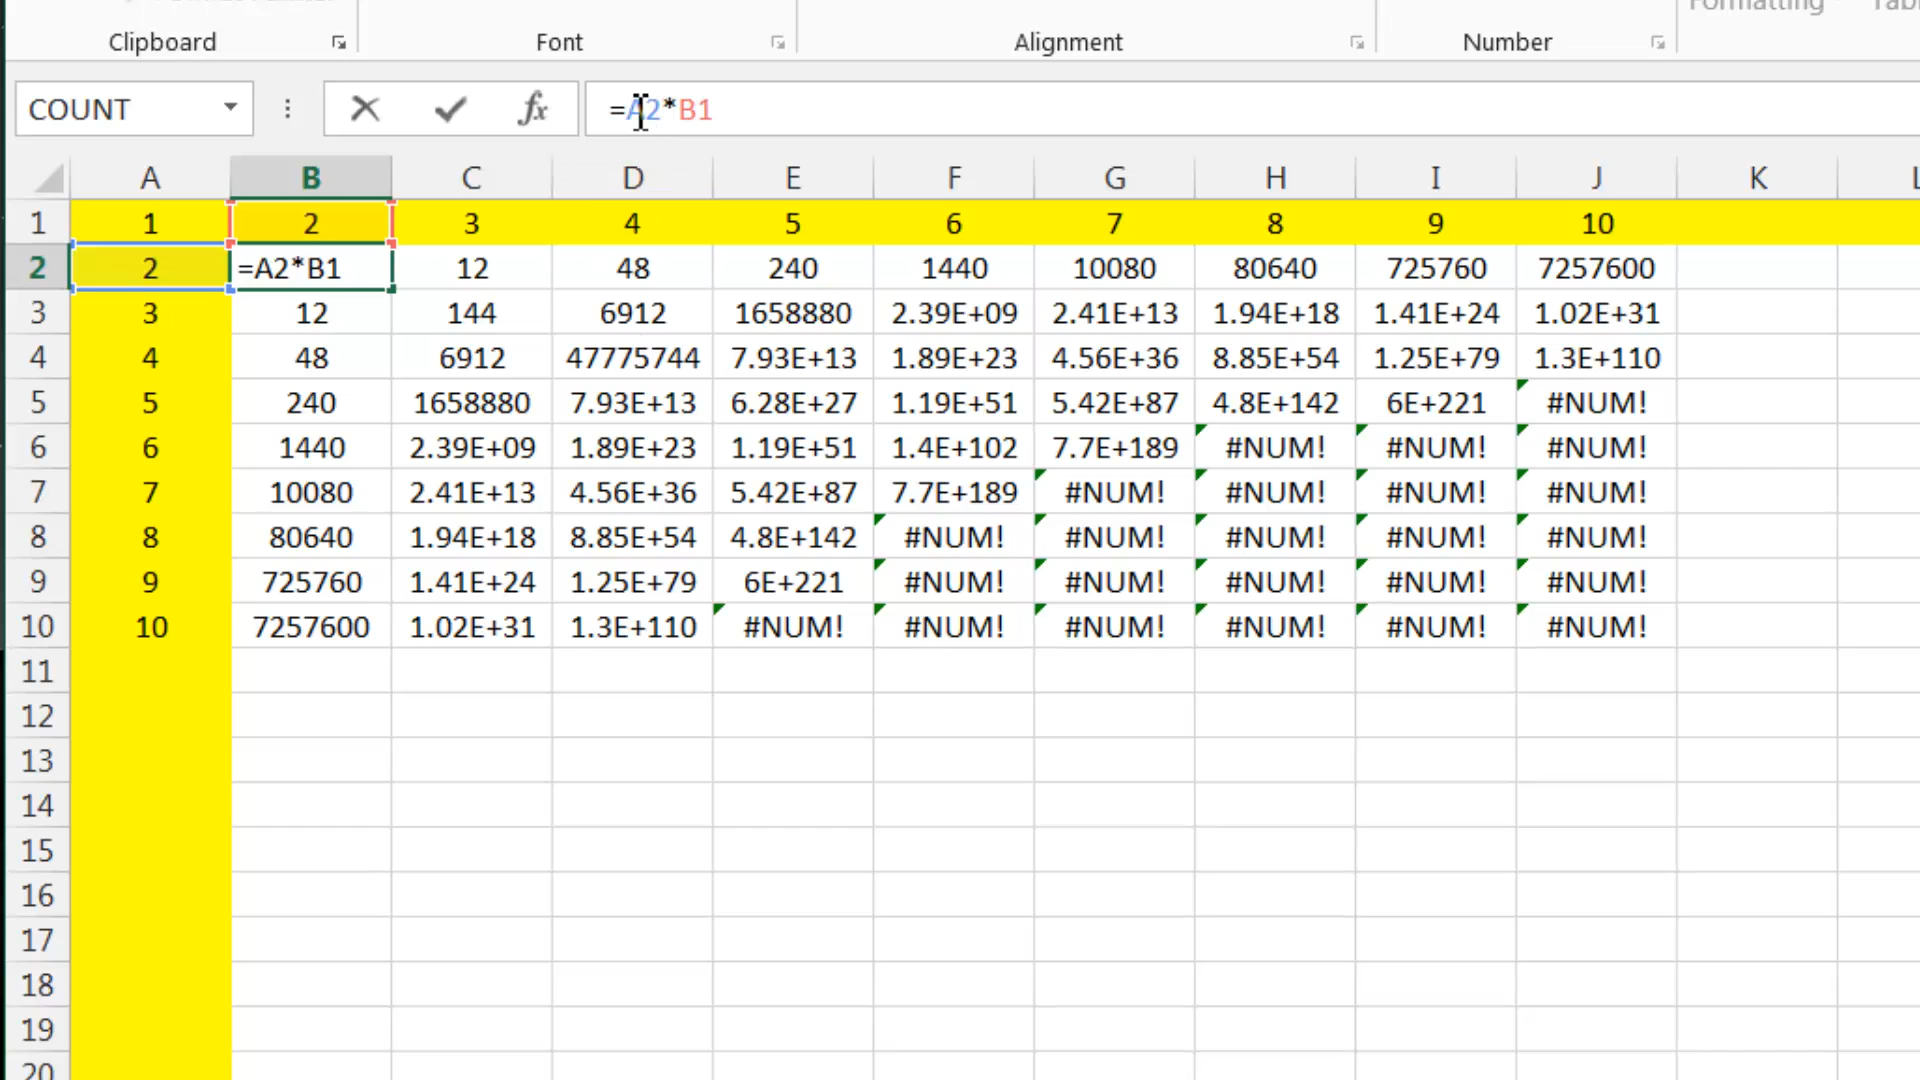 Formatting
Clipboard Font Alignment Number
COUNT fx =A2*B1
A B C D E F G H I J K
1 1 2 3 4 5 6 7 8 9 10
2 2 =A2*B1 12 48 240 1440 10080 80640 725760 7257600
3 3 12 144 6912 1658880 2.39E+09 2.41E+13 1.94E+18 1.41E+24 1.02E+31
4 4 48 6912 47775744 7.93E+13 1.89E+23 4.56E+36 8.85E+54 1.25E+79 1.3E+110
5 5 240 1658880 7.93E+13 6.28E+27 1.19E+51 5.42E+87 4.8E+142 6E+221 #NUM!
6 6 1440 2.39E+09 1.89E+23 1.19E+51 1.4E+102 7.7E+189 #NUM! #NUM! #NUM!
7 7 10080 2.41E+13 4.56E+36 5.42E+87 7.7E+189 #NUM! #NUM! #NUM! #NUM!
8 8 80640 1.94E+18 8.85E+54 4.8E+142 #NUM! #NUM! #NUM! #NUM! #NUM!
9 9 725760 1.41E+24 1.25E+79 6E+221 #NUM! #NUM! #NUM! #NUM! #NUM!
10 10 7257600 1.02E+31 1.3E+110 #NUM! #NUM! #NUM! #NUM! #NUM! #NUM!
11
12
13
14
15
16
17
18
19
20